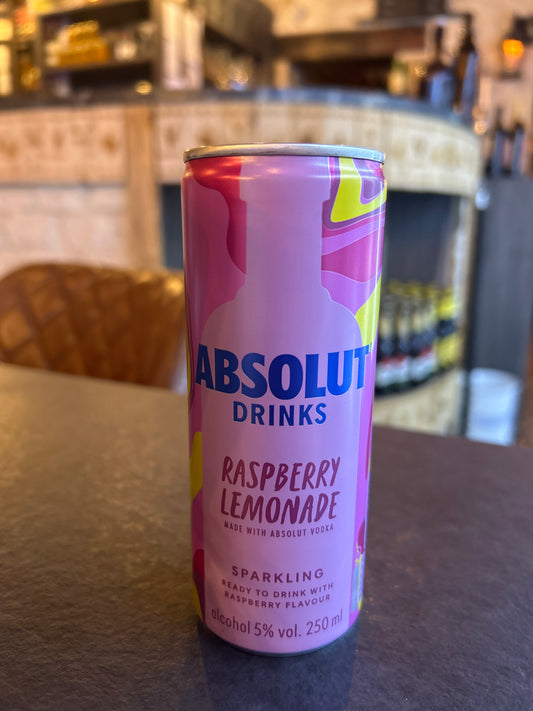 ABSOLUT
DRINKS
RASPBERRY
LEMONADE
MADE WITH ABSOLUT VODKA
SPARKLING
READY TO DRINK WITH
RASPBERRY FLAVOUR
alcohol 5% vol. 250 ml